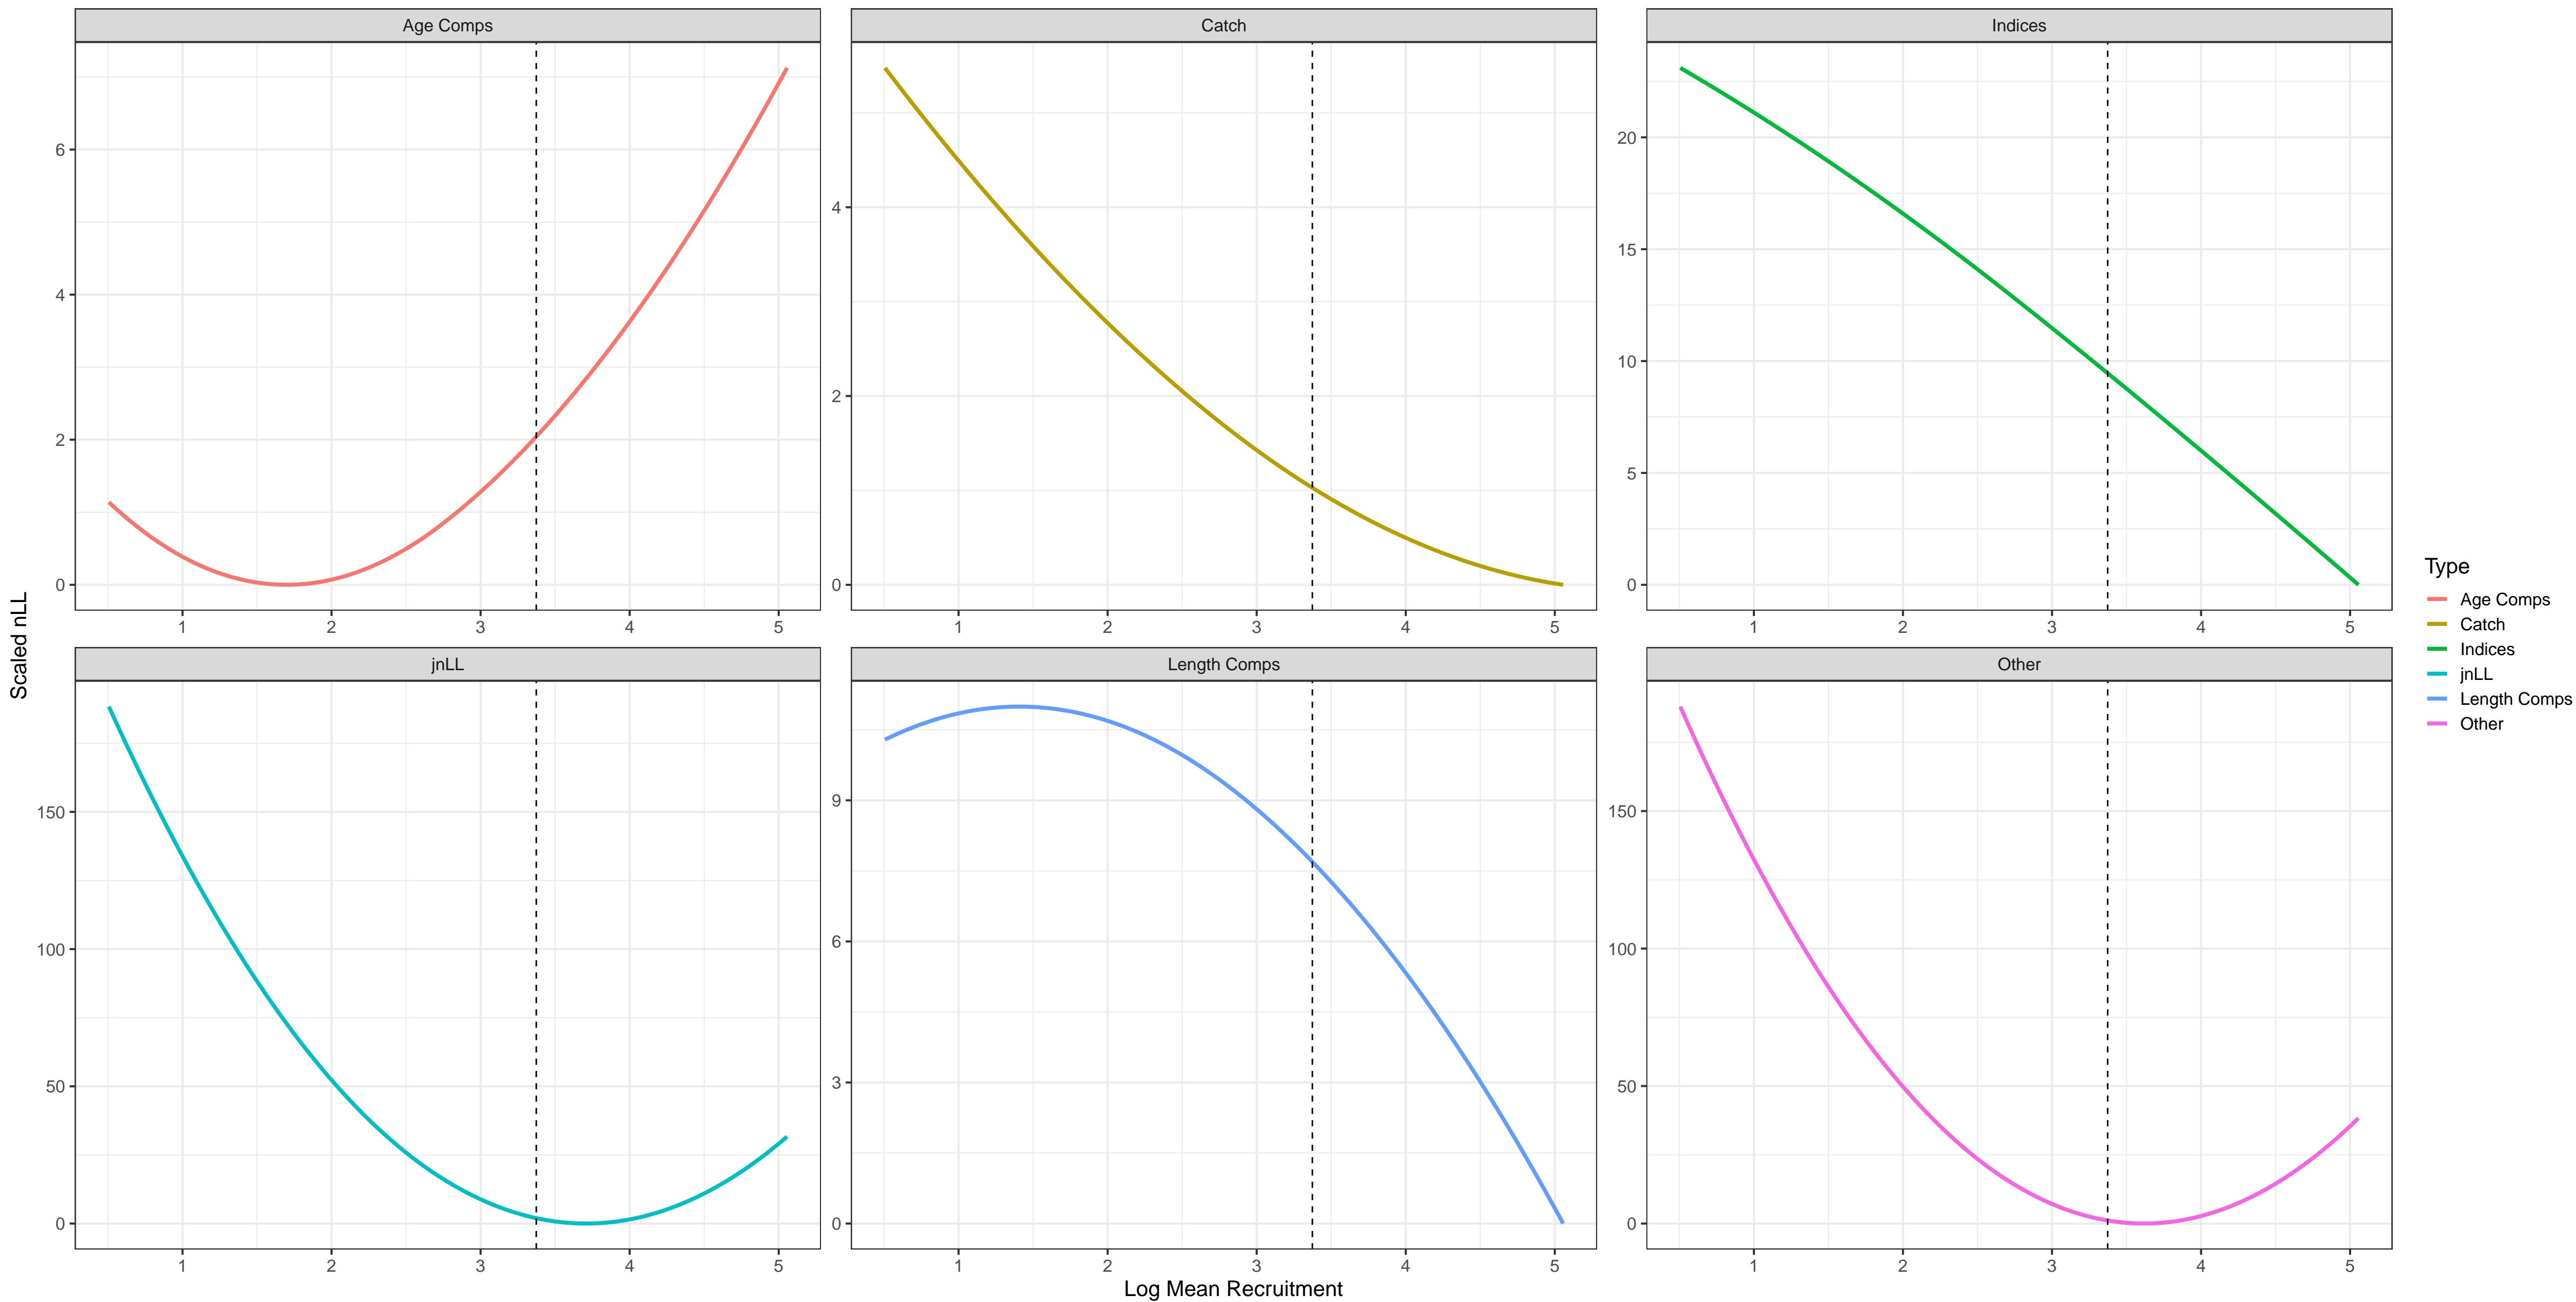 Age Comps
Catch
Indices
6
4
2
0
4
2
0
20
15
10
5
0
1 2 3 4 5
1 2 3 4 5
1 2 3 4 5
Scaled nLL
jnLL
Length Comps
Other
150
100
50
0
9
6
3
0
150
100
50
0
1 2 3 4 5
1 2 3 4 5
1 2 3 4 5
Log Mean Recruitment
Type
Age Comps
Catch
Indices
jnLL
Length Comps
Other